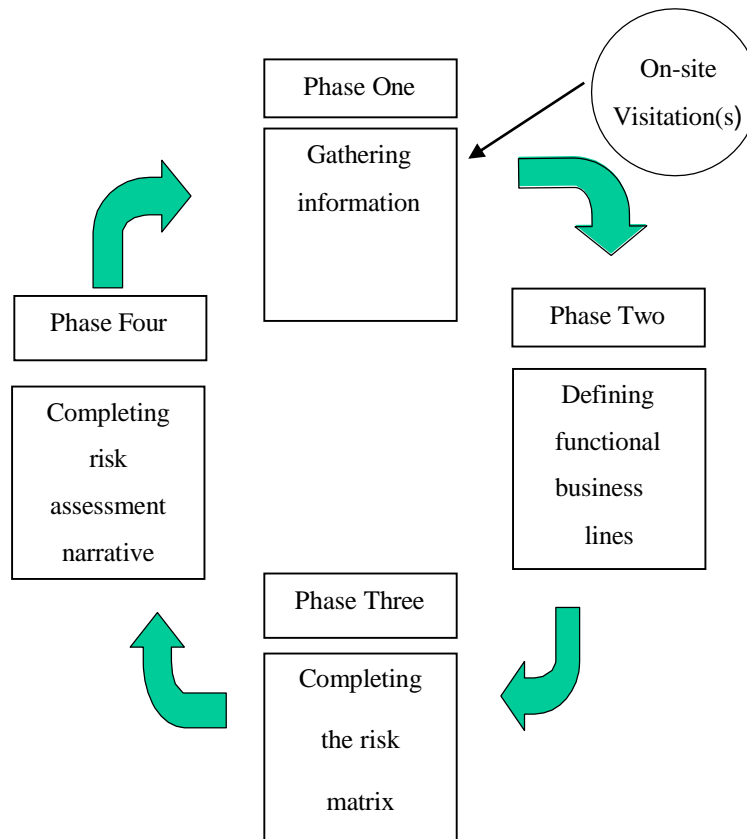 Phase One
Gathering
information
On-site
Visitation(s)
Phase Two
Defining
functional
business
lines
Phase Three
Completing
the risk
matrix
Phase Four
Completing
risk
assessment
narrative